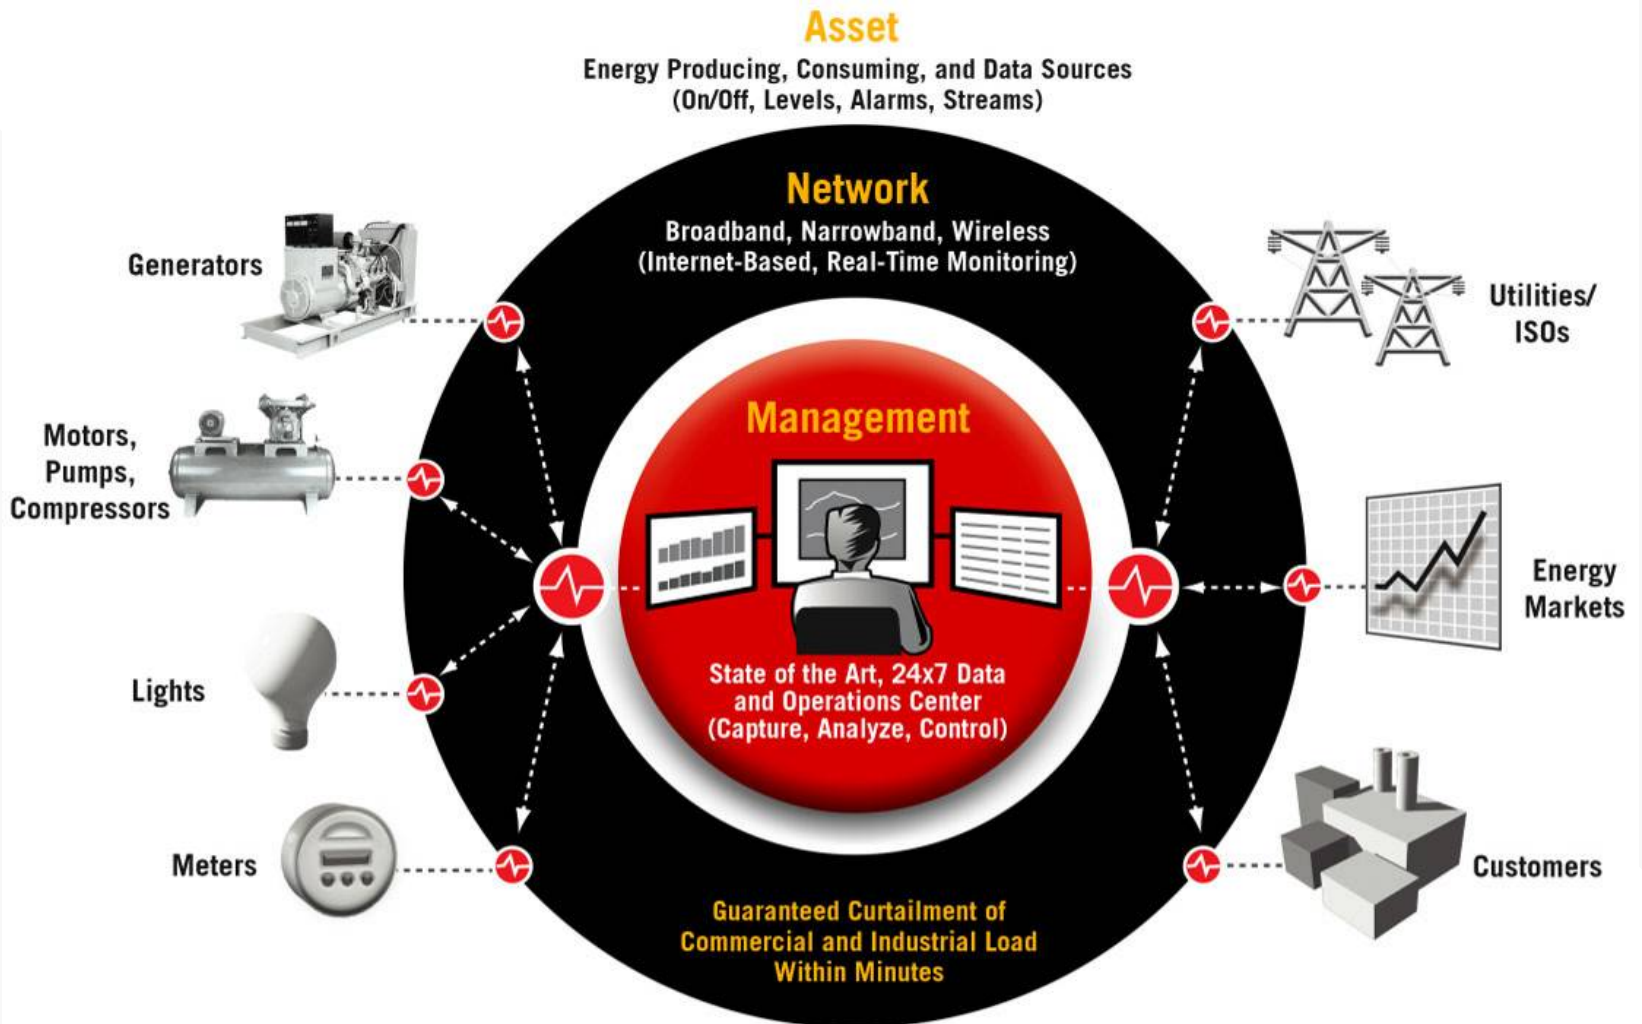 Asset
Energy Producing, Consuming, and Data Sources
(On/Off, Levels, Alarms, Streams)
Network
Broadband, Narrowband, Wireless
(Internet-Based, Real-Time Monitoring)
Generators
Utilities/
ISOs
Management
Motors,
Pumps,
Compressors
Energy
Markets
State of the Art, 24x7 Data
and Operations Center
(Capture, Analyze, Control)
Lights
Meters
Customers
Guaranteed Curtailment of
Commercial and Industrial Load
Within Minutes